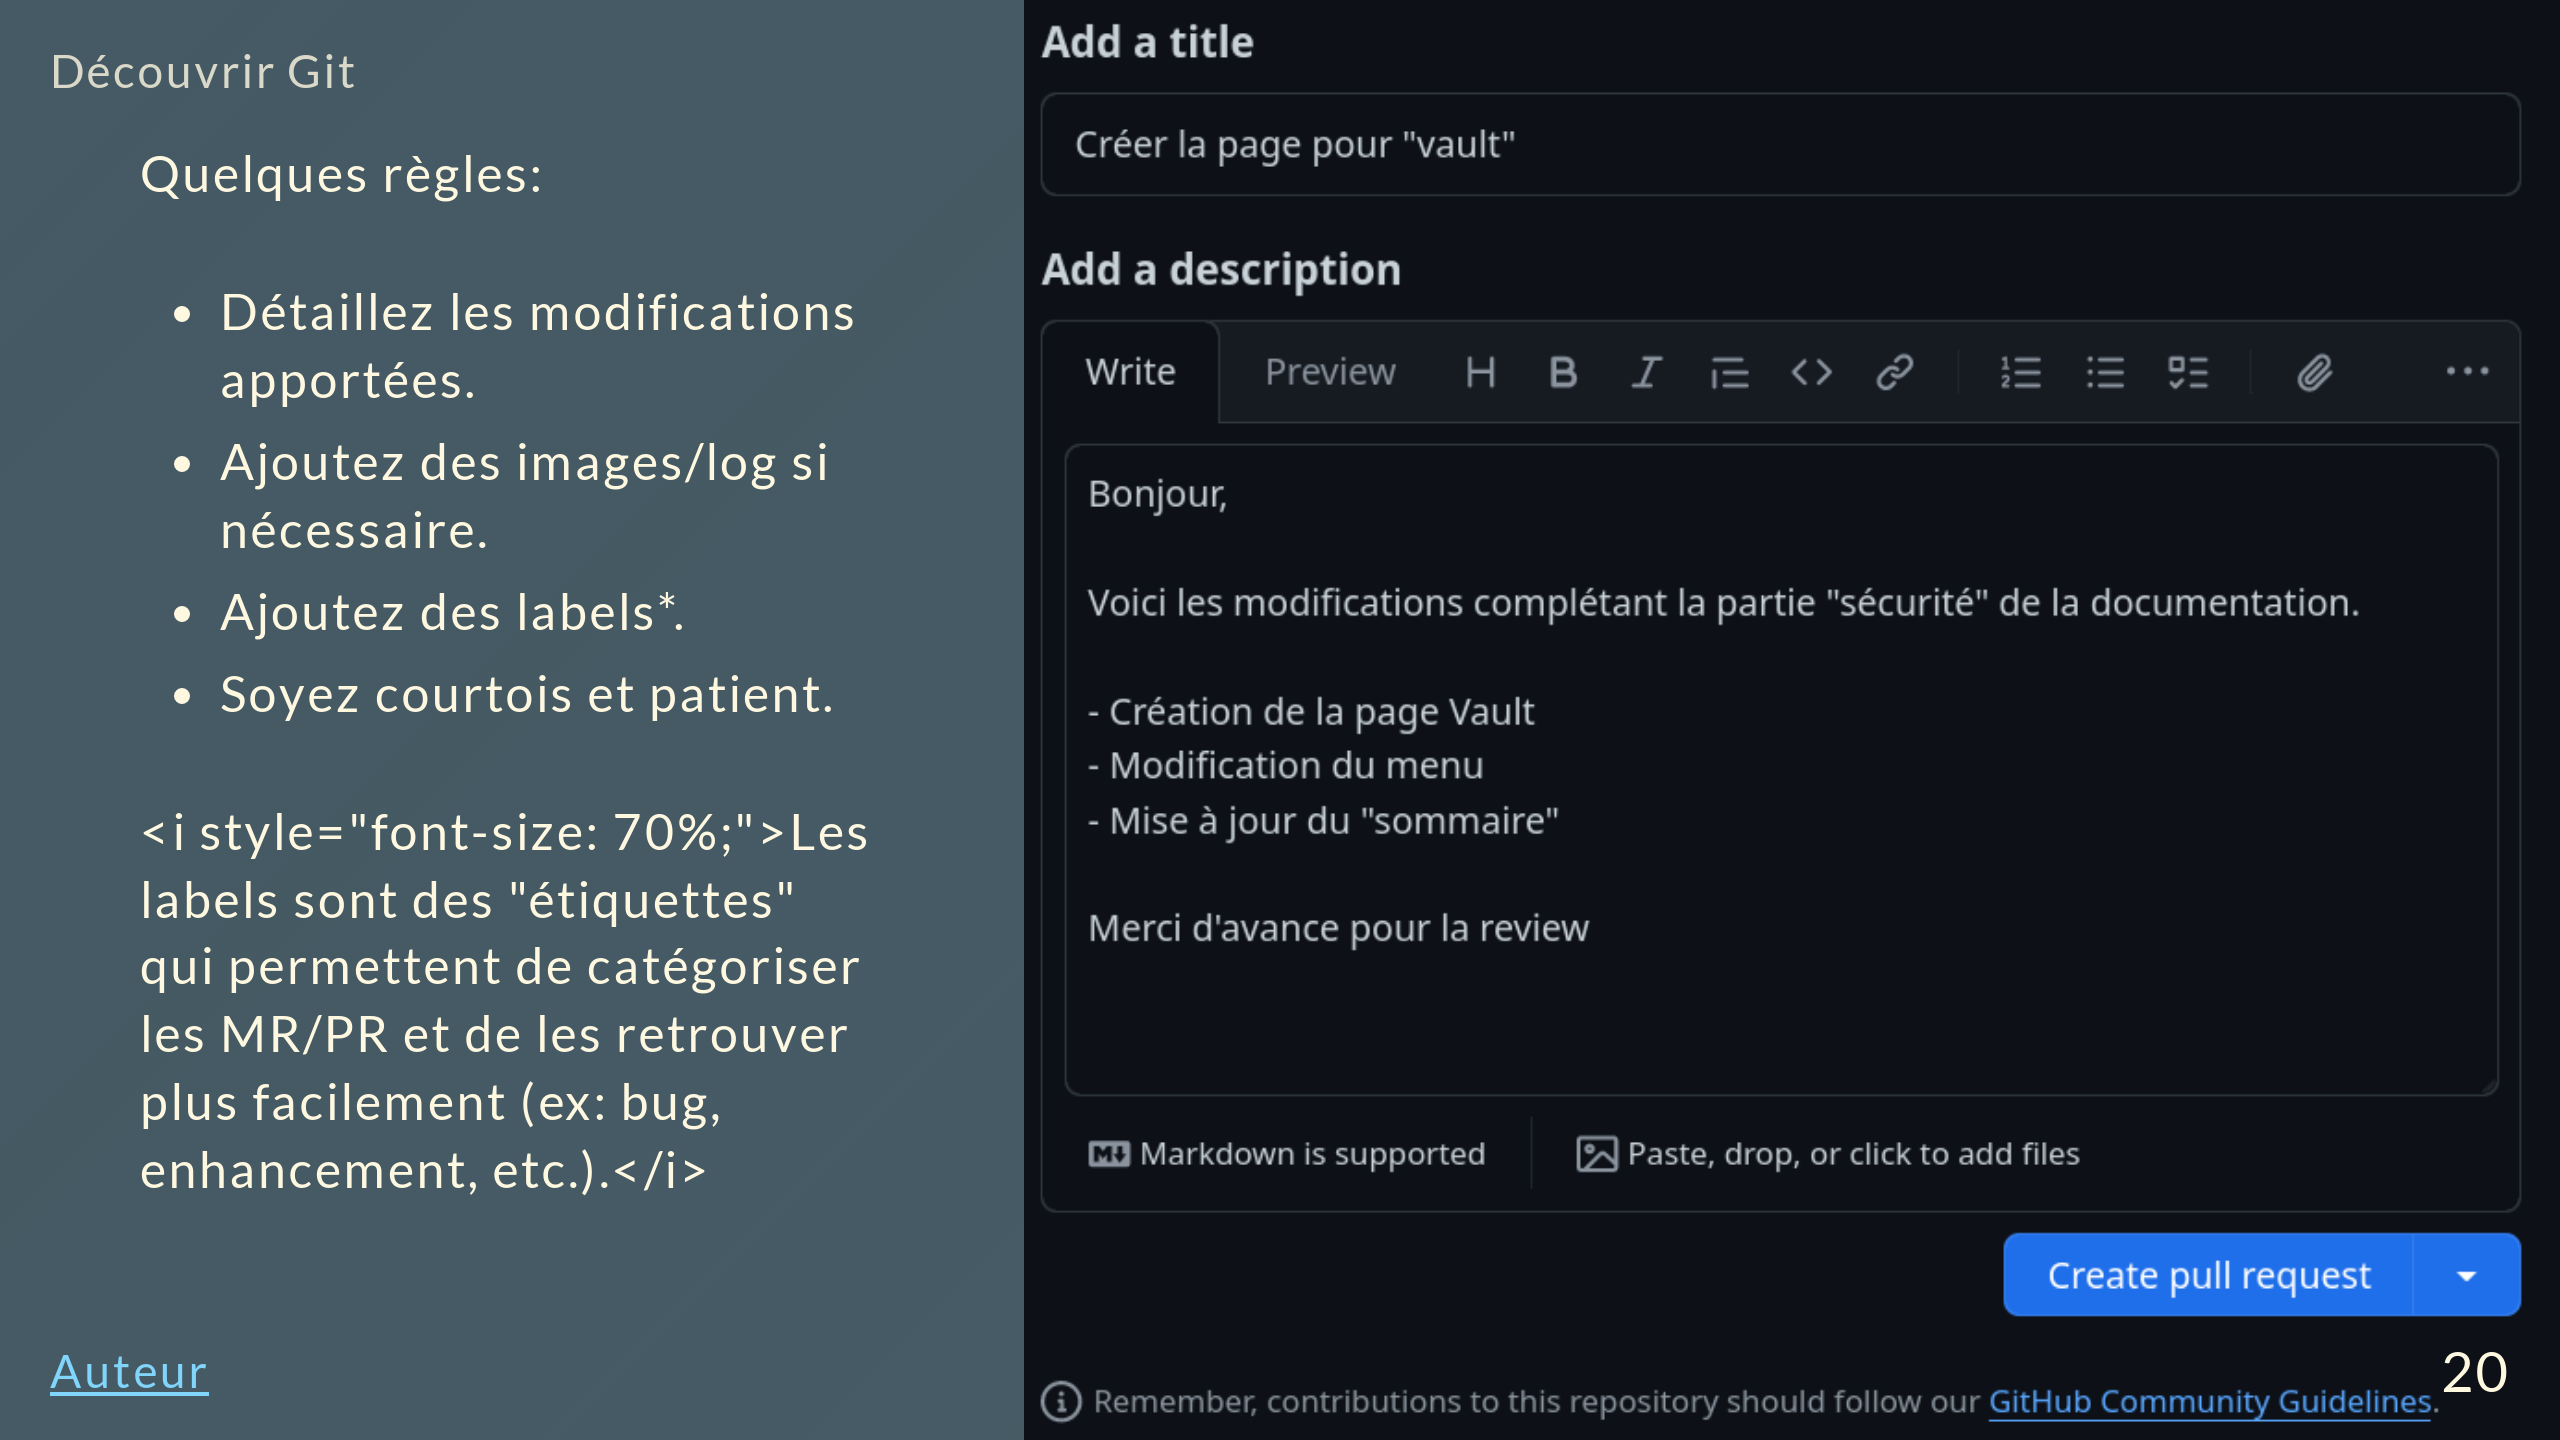 Découvrir Git
Quelques règles:
• Détaillez les modifications
apportées.
• Ajoutez des images/log si
nécessaire.
• Ajoutez des labels*.
• Soyez courtois et patient.
<i style="font-size: 70%;">Les
labels sont des "étiquettes"
qui permettent de catégoriser
les MR/PR et de les retrouver
plus facilement (ex: bug,
enhancement, etc.).</i>
Auteur
Add a title
Créer la page pour "vault"
Add a description
Write Preview
Bonjour,
Voici les modifications complétant la partie "sécurité" de la documentation.
- Création de la page Vault
- Modification du menu
- Mise à jour du "sommaire"
Merci d'avance pour la review
Markdown is supported
Paste, drop, or click to add files
Create pull request
Remember, contributions to this repository should follow our GitHub Community Guidelines.
20